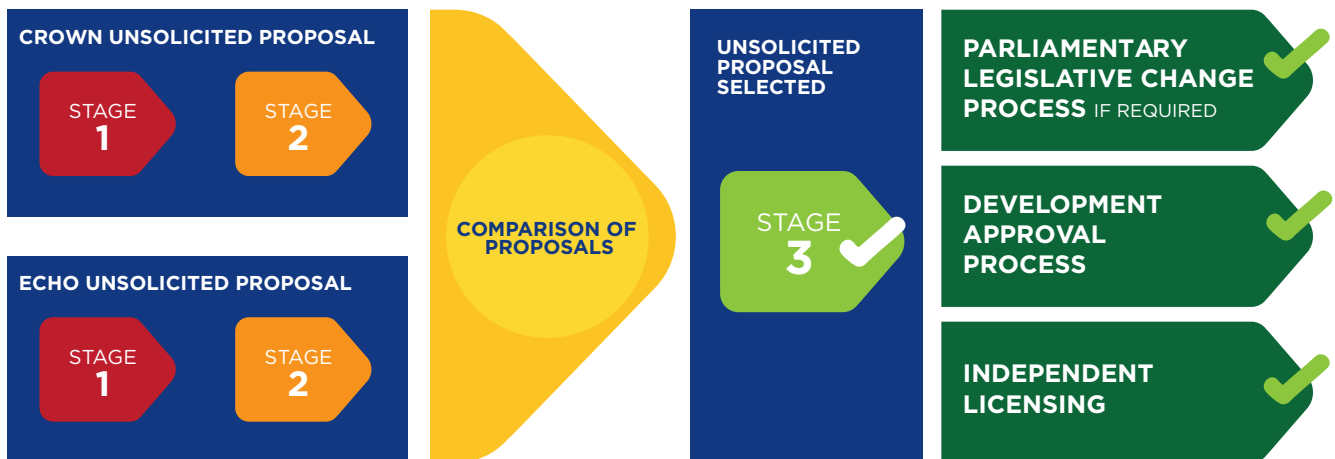 CROWN UNSOLICITED PROPOSAL
STAGE
1
STAGE
2
ECHO UNSOLICITED PROPOSAL
STAGE
1
STAGE
2
COMPARISON OF
PROPOSALS
UNSOLICITED
PROPOSAL
SELECTED
STAGE
3
PARLIAMENTARY
LEGISLATIVE CHANGE
PROCESS IF REQUIRED
DEVELOPMENT
APPROVAL
PROCESS
INDEPENDENT
LICENSING